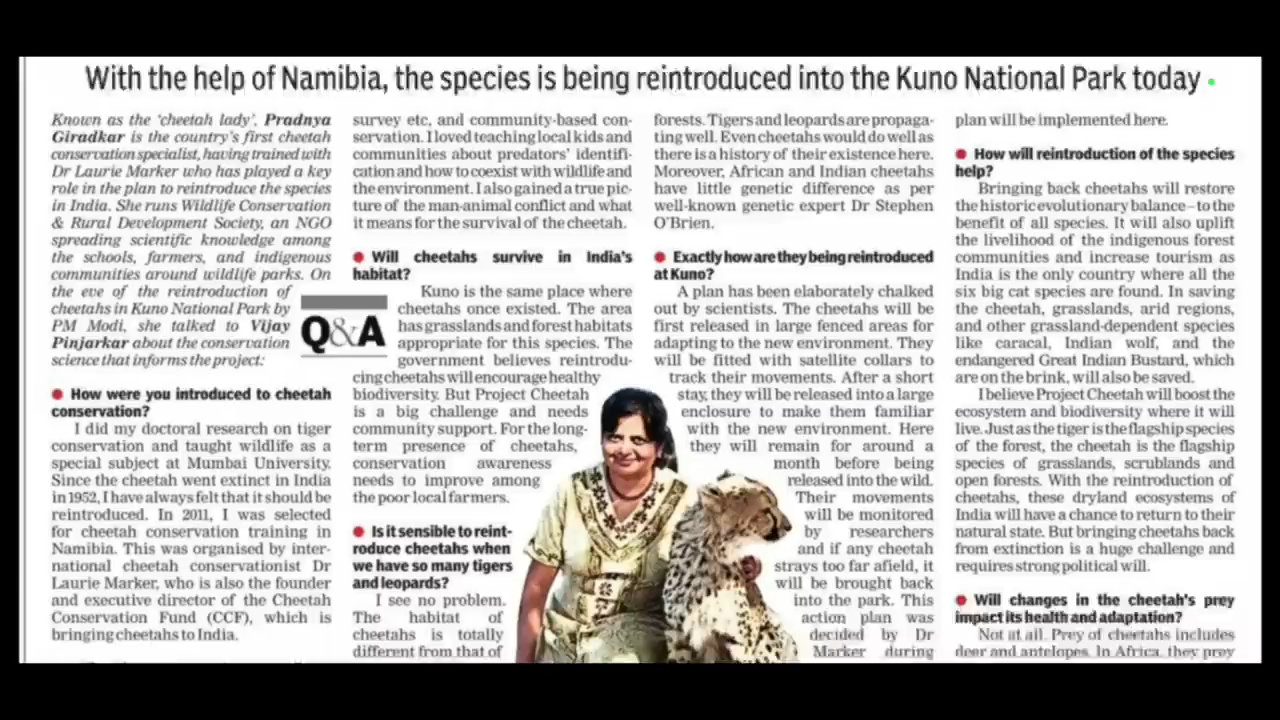 With the help of Namibia, the species is being reintroduced into the Kuno National Park today
Known as the 'cheetah lady', Pradnya
Giradkar is the country's first cheetah
conservation specialist, having trained with
Dr Laurie Marker who has played a key
role in the plan to reintroduce the species
in India. She runs Wildlife Conservation
& Rural Development Society, an NGO
spreading scientific knowledge among
the schools, farmers, and indigenous
communities around wildlife parks. On
the eve of the reintroduction of
cheetahs in Kuno National Park by
PM Modi, she talked to Vijay
Pinjarkar about the conservation
science that informs the project:
Q&A
● How were you introduced to cheetah
conservation?
I did my doctoral research on tiger
conservation and taught wildlife as a
special subject at Mumbai University.
Since the cheetah went extinct in India
in 1952, I have always felt that it should be
reintroduced. In 2011, I was selected
for cheetah conservation training in
Namibia. This was organised by inter-
national cheetah conservationist Dr
Laurie Marker, who is also the founder
and executive director of the Cheetah
Conservation Fund (CCF), which is
bringing cheetahs to India.
survey etc, and community-based con-
servation. I loved teaching local kids and
communities about predators' identifi-
cation and how to coexist with wildlife and
the environment. I also gained a true pic-
ture of the man-animal conflict and what
it means for the survival of the cheetah.
● Will cheetahs survive in India's
habitat?
Kuno is the same place where
cheetahs once existed. The area
has grasslands and forest habitats
appropriate for this species. The
government believes reintrodu-
cing cheetahs will encourage healthy
biodiversity. But Project Cheetah
is a big challenge and needs
community support. For the long-
term presence of cheetahs,
conservation awareness
needs to improve among
the poor local farmers.
● Is it sensible to reint-
roduce cheetahs when
we have so many tigers
and leopards?
I see no problem.
The habitat of
cheetahs is totally
different from that of
forests. Tigers and leopards are propaga-
ting well. Even cheetahs would do well as
there is a history of their existence here.
Moreover, African and Indian cheetahs
have little genetic difference as per
well-known genetic expert Dr Stephen
O'Brien.
● Exactly how are they being reintroduced
at Kuno?
A plan has been elaborately chalked
out by scientists. The cheetahs will be
first released in large fenced areas for
adapting to the new environment. They
will be fitted with satellite collars to
track their movements. After a short
stay, they will be released into a large
enclosure to make them familiar
with the new environment. Here
they will remain for around a
month before being
released into the wild.
Their movements
will be monitored
by researchers
and if any cheetah
strays too far afield, it
will be brought back
into the park. This
action plan was
decided by Dr
Marker during
plan will be implemented here.
● How will reintroduction of the species
help?
Bringing back cheetahs will restore
the historic evolutionary balance – to the
benefit of all species. It will also uplift
the livelihood of the indigenous forest
communities and increase tourism as
India is the only country where all the
six big cat species are found. In saving
the cheetah, grasslands, arid regions,
and other grassland-dependent species
like caracal, Indian wolf, and the
endangered Great Indian Bustard, which
are on the brink, will also be saved.
I believe Project Cheetah will boost the
ecosystem and biodiversity where it will
live. Just as the tiger is the flagship species
of the forest, the cheetah is the flagship
species of grasslands, scrublands and
open forests. With the reintroduction of
cheetahs, these dryland ecosystems of
India will have a chance to return to their
natural state. But bringing cheetahs back
from extinction is a huge challenge and
requires strong political will.
● Will changes in the cheetah's prey
impact its health and adaptation?
Not at all. Prey of cheetahs includes
deer and antelopes. In Africa, they prey